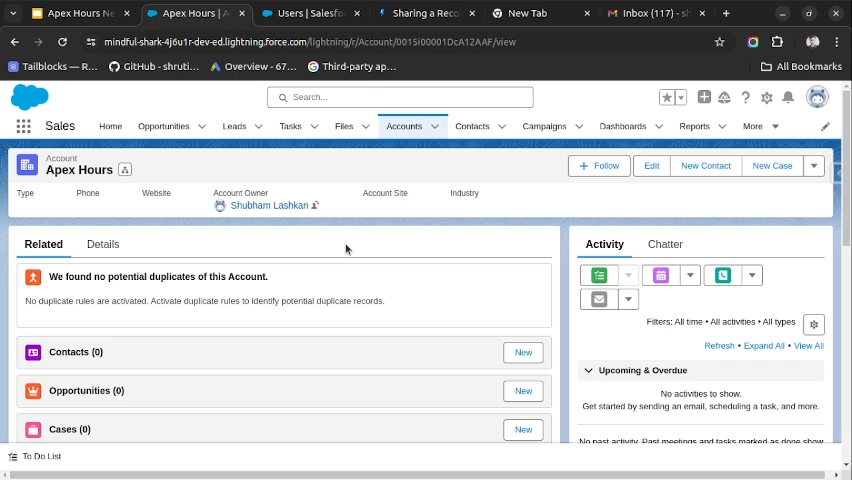 Apex Hours Ne
Apex Hours | A
Users | Salesfo
Sharing a Reco
New Tab
Inbox (117) - sh
mindful-shark-4j6u1r-dev-ed.lightning.force.com/lightning/r/Account/0015i00001DcA12AAF/view
Tailblocks — R...
GitHub - shruti...
Overview - 67...
Third-party ap...
All Bookmarks
Search...
Sales
Home
Opportunities
Leads
Tasks
Files
Accounts
Contacts
Campaigns
Dashboards
Reports
More
Account
Apex Hours
+ Follow
Edit
New Contact
New Case
Type
Phone
Website
Account Owner
Account Site
Industry
Shubham Lashkan
Related
Details
We found no potential duplicates of this Account.
No duplicate rules are activated. Activate duplicate rules to identify potential duplicate records.
Contacts (0)
New
Opportunities (0)
New
Cases (0)
New
Activity
Chatter
Filters: All time • All activities • All types
Refresh • Expand All • View All
Upcoming & Overdue
No activities to show.
Get started by sending an email, scheduling a task, and more.
No past activity. Past meetings and tasks marked as done show
To Do List